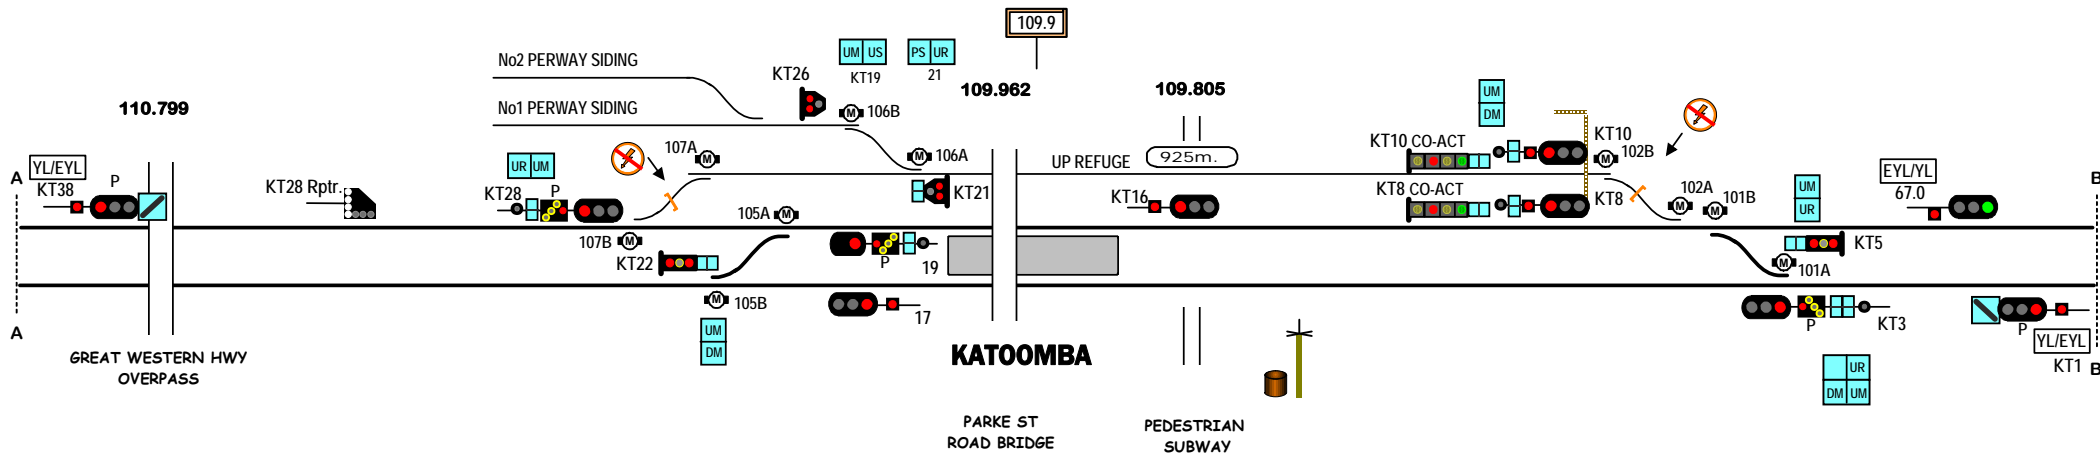 109.9
No2 PERWAY SIDING
UM US
PS UR
KT26
KT19
21
109.962
109.805
UM
DM
110.799
No1 PERWAY SIDING
M 106B
KT10
YL/EYL
KT38
P
UR UM
107A M
M 106A
UP REFUGE
925m.
KT10 CO-ACT
M 102B
EYL/YL
67.0
A
B
KT28 Rptr.
KT28
P
KT21
KT16
KT8 CO-ACT
KT8
102A
M
101B
M
UM
UR
105A M
107B M
KT22
P
19
KT5
M
101A
M 105B
17
UM
DM
P
KT3
P
YL/EYL
KT1
A
B
GREAT WESTERN HWY
OVERPASS
KATOOMBA
UR
DM UM
PARKE ST
ROAD BRIDGE
PEDESTRIAN
SUBWAY